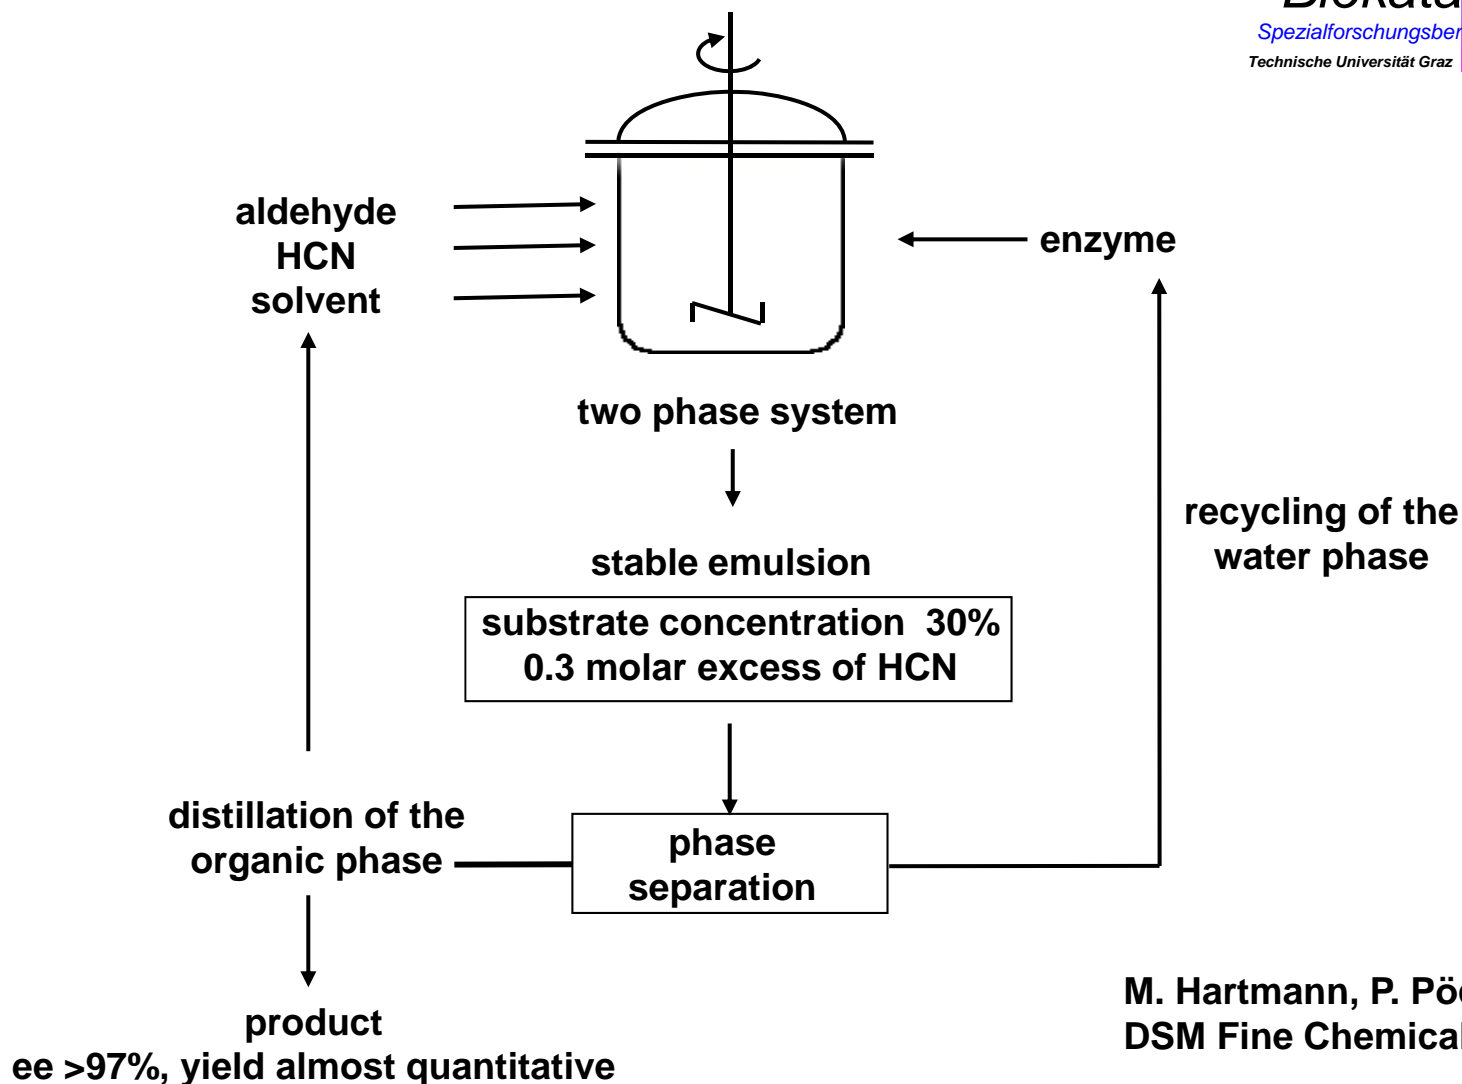 Spezialforschungsber
Technische Universität Graz
aldehyde
HCN
solvent
enzyme
two phase system
recycling of the
water phase
stable emulsion
substrate concentration 30%
0.3 molar excess of HCN
distillation of the
organic phase
phase
separation
M. Hartmann, P.
DSM Fine Chemical
product
ee >97%, yield almost quantitative